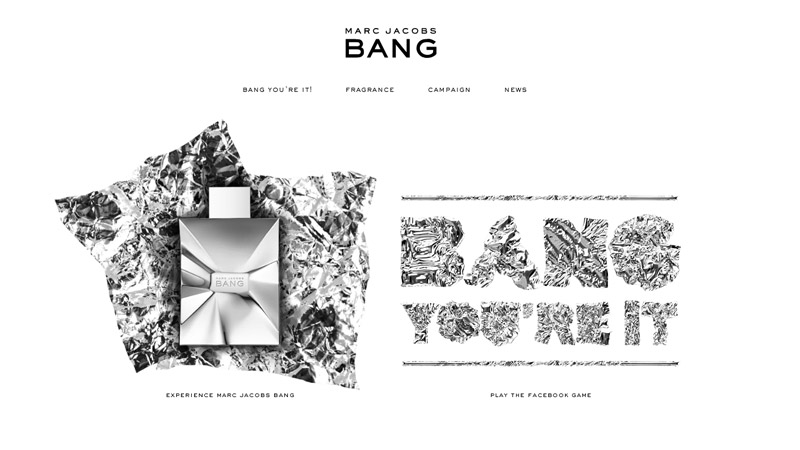 MARC JACOBS
BANG
BANG YOU'RE IT! FRAGRANCE CAMPAIGN NEWS
MARC JACOBS
BANG
BANG
YOU'RE IT
EXPERIENCE MARC JACOBS BANG
PLAY THE FACEBOOK GAME